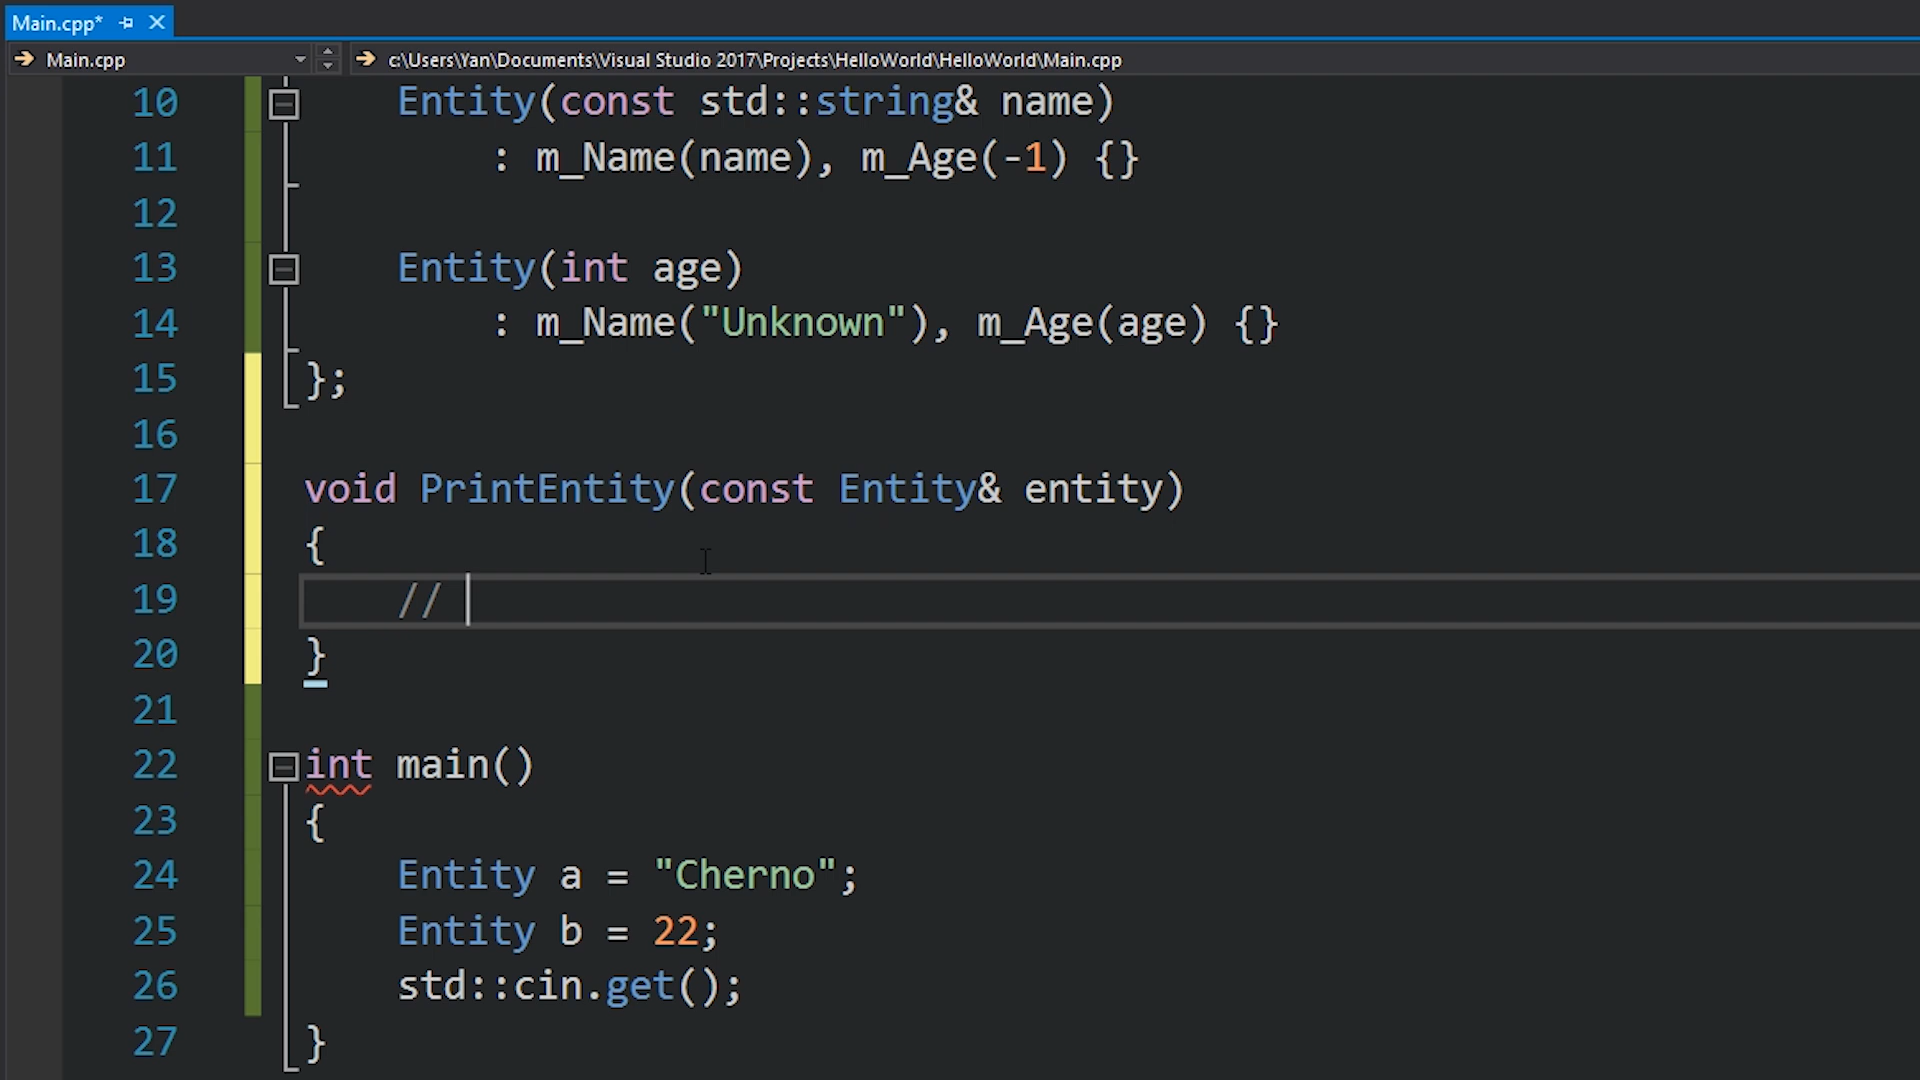 Main.cpp*
Main.cpp
c:\Users\Yan\Documents\Visual Studio 2017\Projects\HelloWorld\HelloWorld\Main.cpp
10 Entity(const std::string& name)
11 : m_Name(name), m_Age(-1) {}
12
13 Entity(int age)
14 : m_Name("Unknown"), m_Age(age) {}
15 };
16
17 void PrintEntity(const Entity& entity)
18 {
19 //
20 }
21
22 int main()
23 {
24 Entity a = "Cherno";
25 Entity b = 22;
26 std::cin.get();
27 }